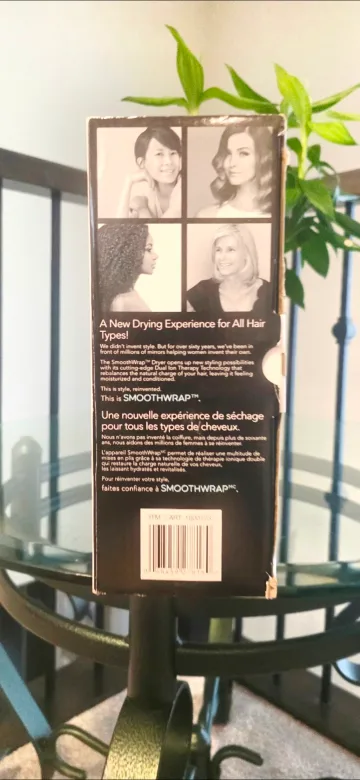 A New Drying Experience for All Hair
Types!
We didn't invent style. But for over sixty years, we've been in
front of millions of mirrors helping women invent their own.
The SmoothWrap™ Dryer opens up new styling possibilities
with its cutting-edge Dual Ion Therapy Technology that
rebalances the natural charge of your hair, leaving it feeling
moisturized and conditioned.
This is style, reinvented.
This is SMOOTHWRAP™.
Une nouvelle expérience de séchage
pour tous les types de cheveux.
Nous n'avons pas inventé la coiffure, mais depuis plus de soixante
ans, nous aidons des millions de femmes à se réinventer.
L'appareil SmoothWrapᴹᶜ permet de réaliser une multitude de
mises en plis grâce à sa technologie de thérapie ionique double
qui restaure la charge naturelle de vos cheveux,
les laissant hydratés et revitalisés.
Pour réinventer votre style,
faites confiance à SMOOTHWRAPᴹᶜ.